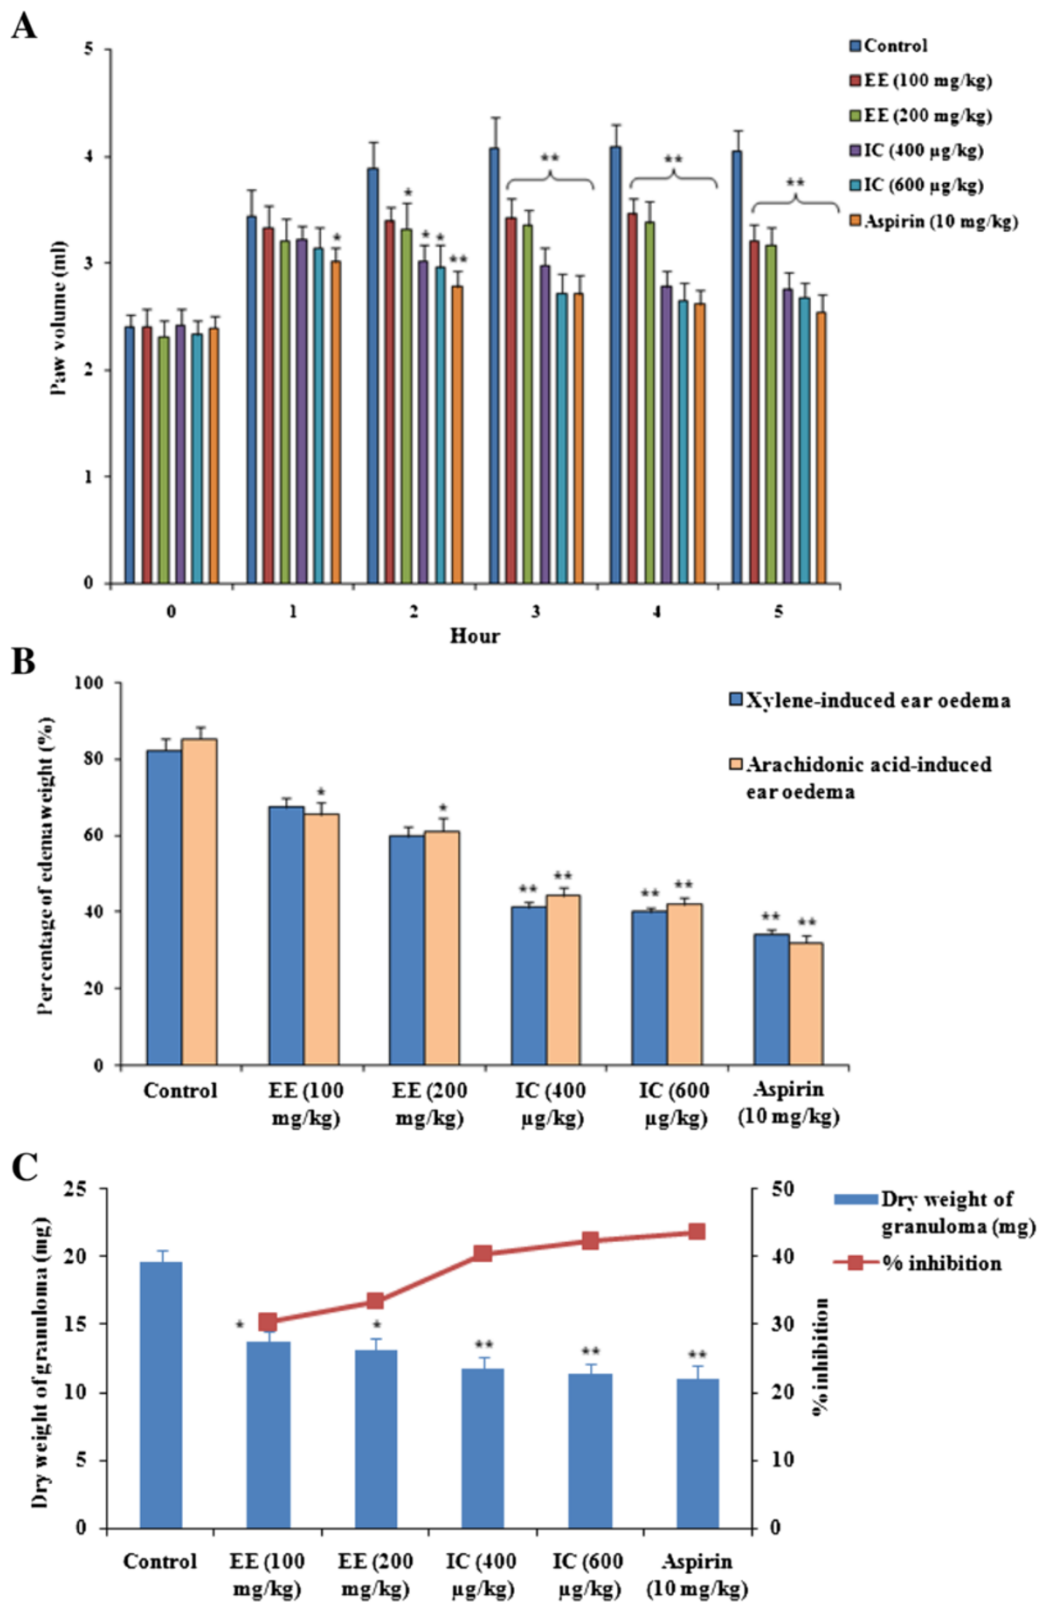 A
5
4
3
2
1
0
Paw volume (ml)
* * * * **
** ** **
0 1 2 3 4 5
Hour
Control
EE (100 mg/kg)
EE (200 mg/kg)
IC (400 µg/kg)
IC (600 µg/kg)
Aspirin (10 mg/kg)
B
100
80
60
40
20
0
Percentage of edema weight (%)
* * ** ** ** ** ** **
Control EE (100 EE (200 IC (400 IC (600 Aspirin
mg/kg) mg/kg) µg/kg) µg/kg) (10 mg/kg)
Xylene-induced ear oedema
Arachidonic acid-induced
ear oedema
C
25
20
15
10
5
0
Dry weight of granuloma (mg)
* * ** ** **
50
40
30
20
10
0
% inhibition
Control EE (100 EE (200 IC (400 IC (600 Aspirin
mg/kg) mg/kg) µg/kg) µg/kg) (10 mg/kg)
Dry weight of
granuloma (mg)
% inhibition